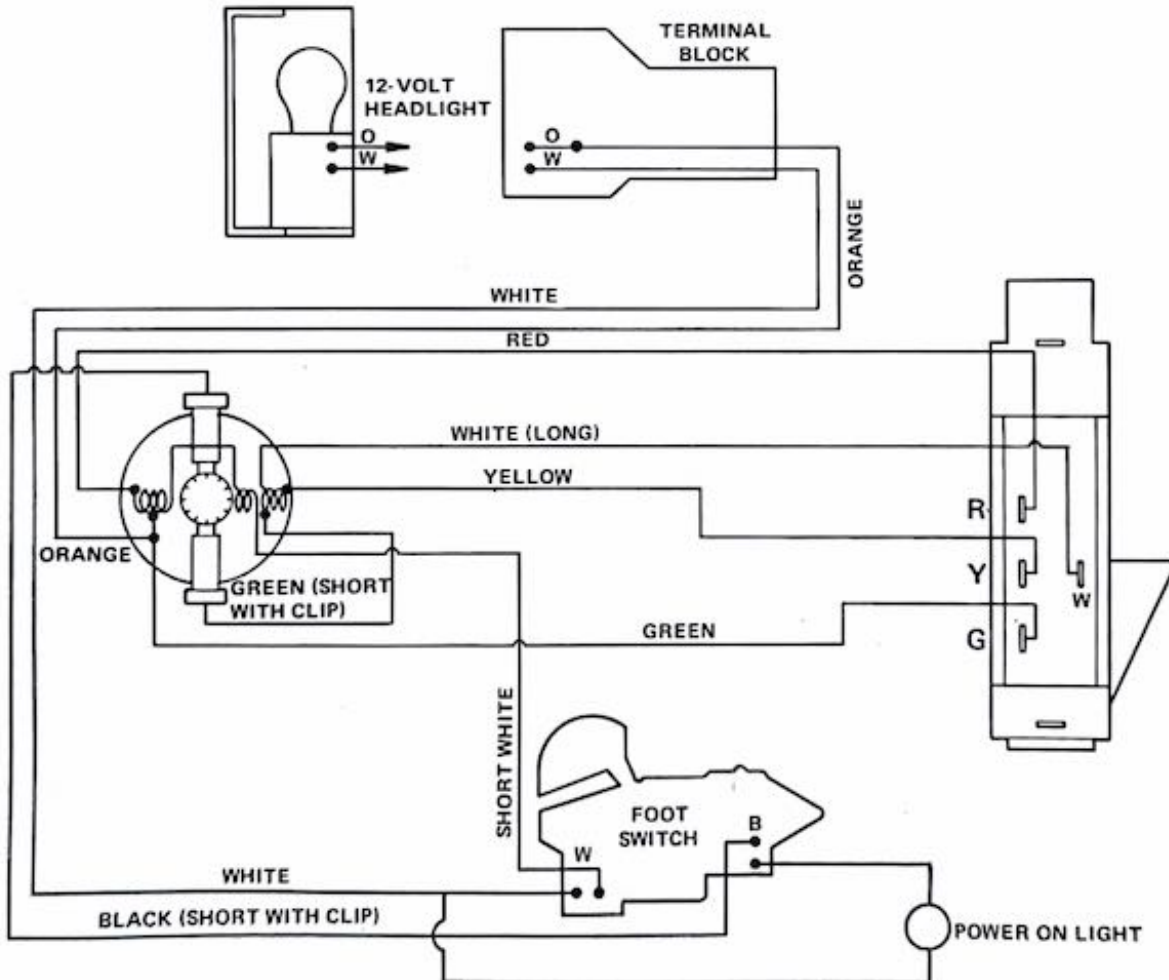 TERMINAL
BLOCK
12-VOLT
HEADLIGHT
O
W
O
W
ORANGE
WHITE
RED
WHITE (LONG)
YELLOW
R
Y
W
G
ORANGE
GREEN (SHORT
WITH CLIP)
GREEN
SHORT WHITE
FOOT
SWITCH
B
W
WHITE
BLACK (SHORT WITH CLIP)
POWER ON LIGHT